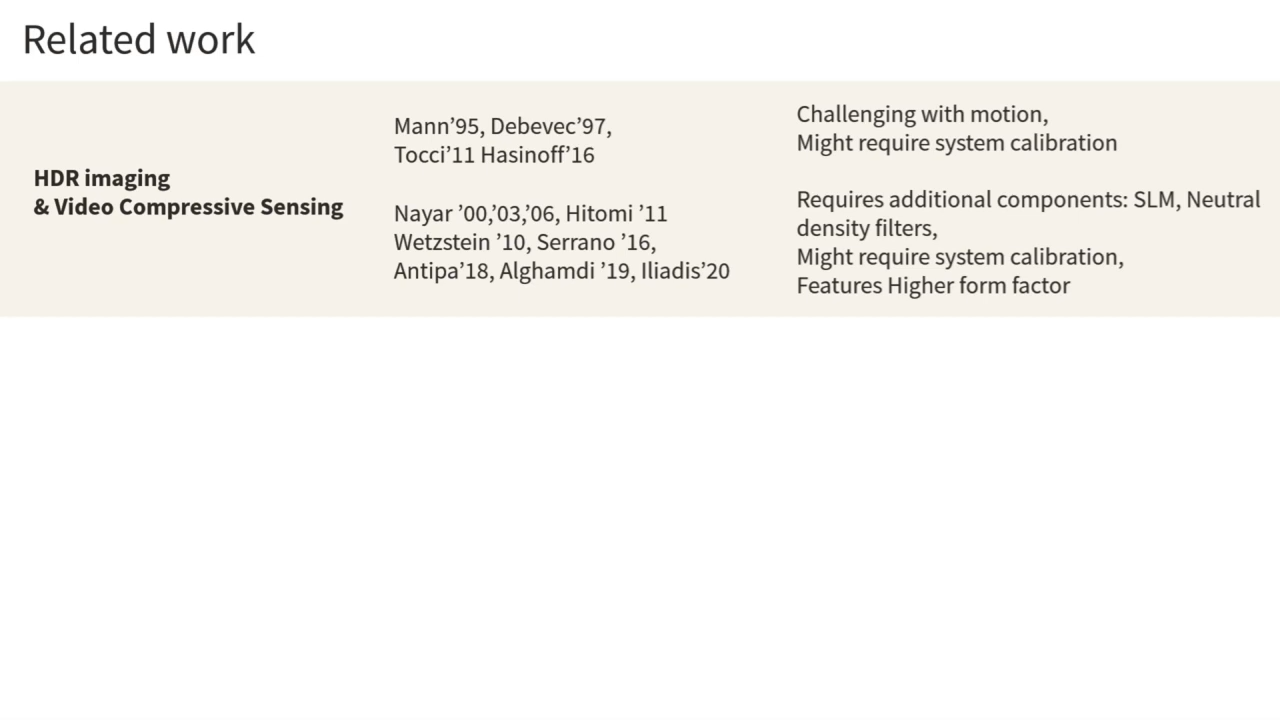 Related work
HDR imaging
& Video Compressive Sensing
Mann’95, Debevec’97,
Tocci’11 Hasinoff’16
Nayar ’00,’03,’06, Hitomi ’11
Wetzstein ’10, Serrano ’16,
Antipa’18, Alghamdi ’19, Iliadis’20
Challenging with motion,
Might require system calibration
Requires additional components: SLM, Neutral
density filters,
Might require system calibration,
Features Higher form factor